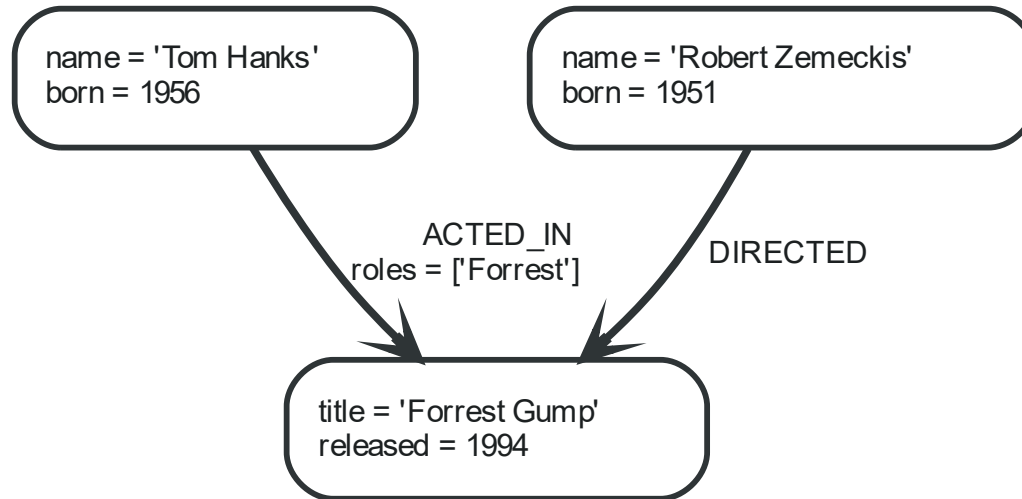 name = 'Tom Hanks'
born = 1956
name = 'Robert Zemeckis'
born = 1951
ACTED_IN
roles = ['Forrest']
DIRECTED
title = 'Forrest Gump'
released = 1994